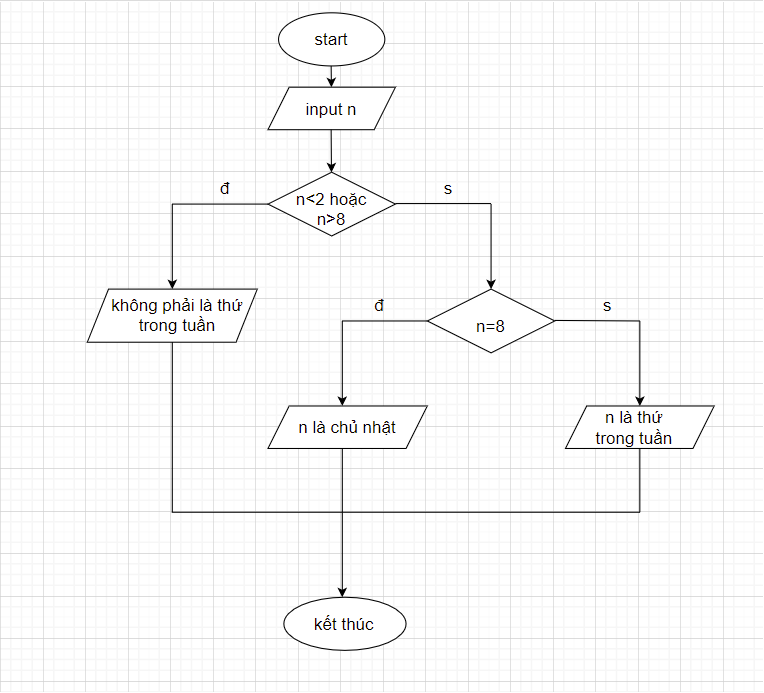 start
input n
đ
s
n<2 hoặc
n>8
không phải là thứ
trong tuần
đ
s
n=8
n là chủ nhật
n là thứ
trong tuần
kết thúc